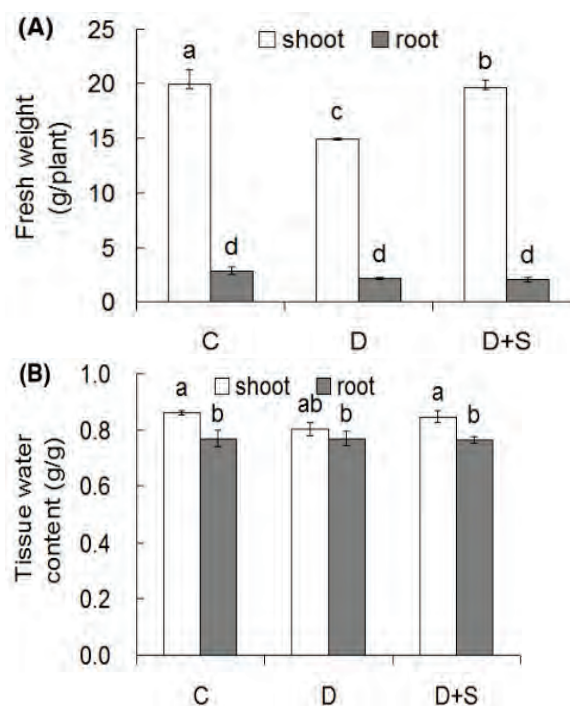 (A)
25
20
15
10
5
0
Fresh weight
(g/plant)
shoot root
a
d
c
d
b
d
C D D+S
(B)
1.0
0.8
0.6
0.4
0.2
0.0
Tissue water
content (g/g)
shoot root
a
b
ab
b
a
b
C D D+S